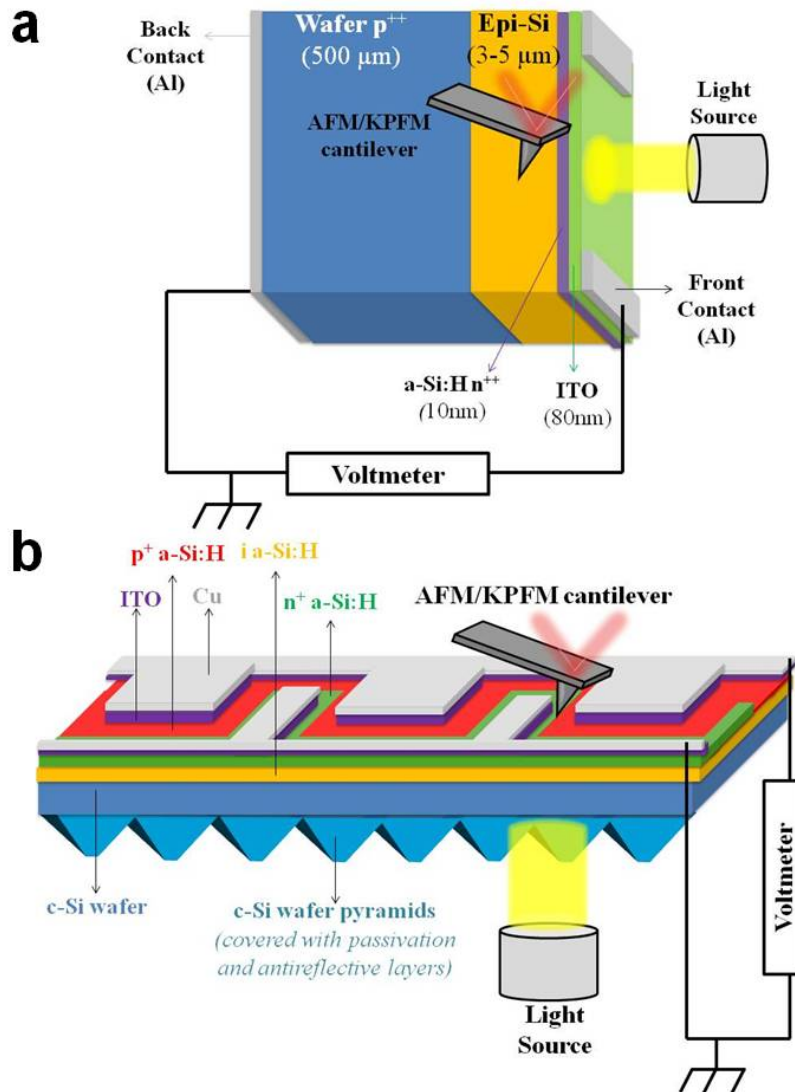 a
Back
Contact
(Al)
Wafer p⁺⁺
(500 µm)
Epi-Si
(3-5 µm)
AFM/KPFM
cantilever
Light
Source
Front
Contact
(Al)
a-Si:H n⁺⁺
(10nm)
ITO
(80nm)
Voltmeter
b
p⁺ a-Si:H
i a-Si:H
ITO
Cu
n⁺ a-Si:H
AFM/KPFM cantilever
Voltmeter
c-Si wafer
c-Si wafer pyramids
(covered with passivation
and antireflective layers)
Light
Source